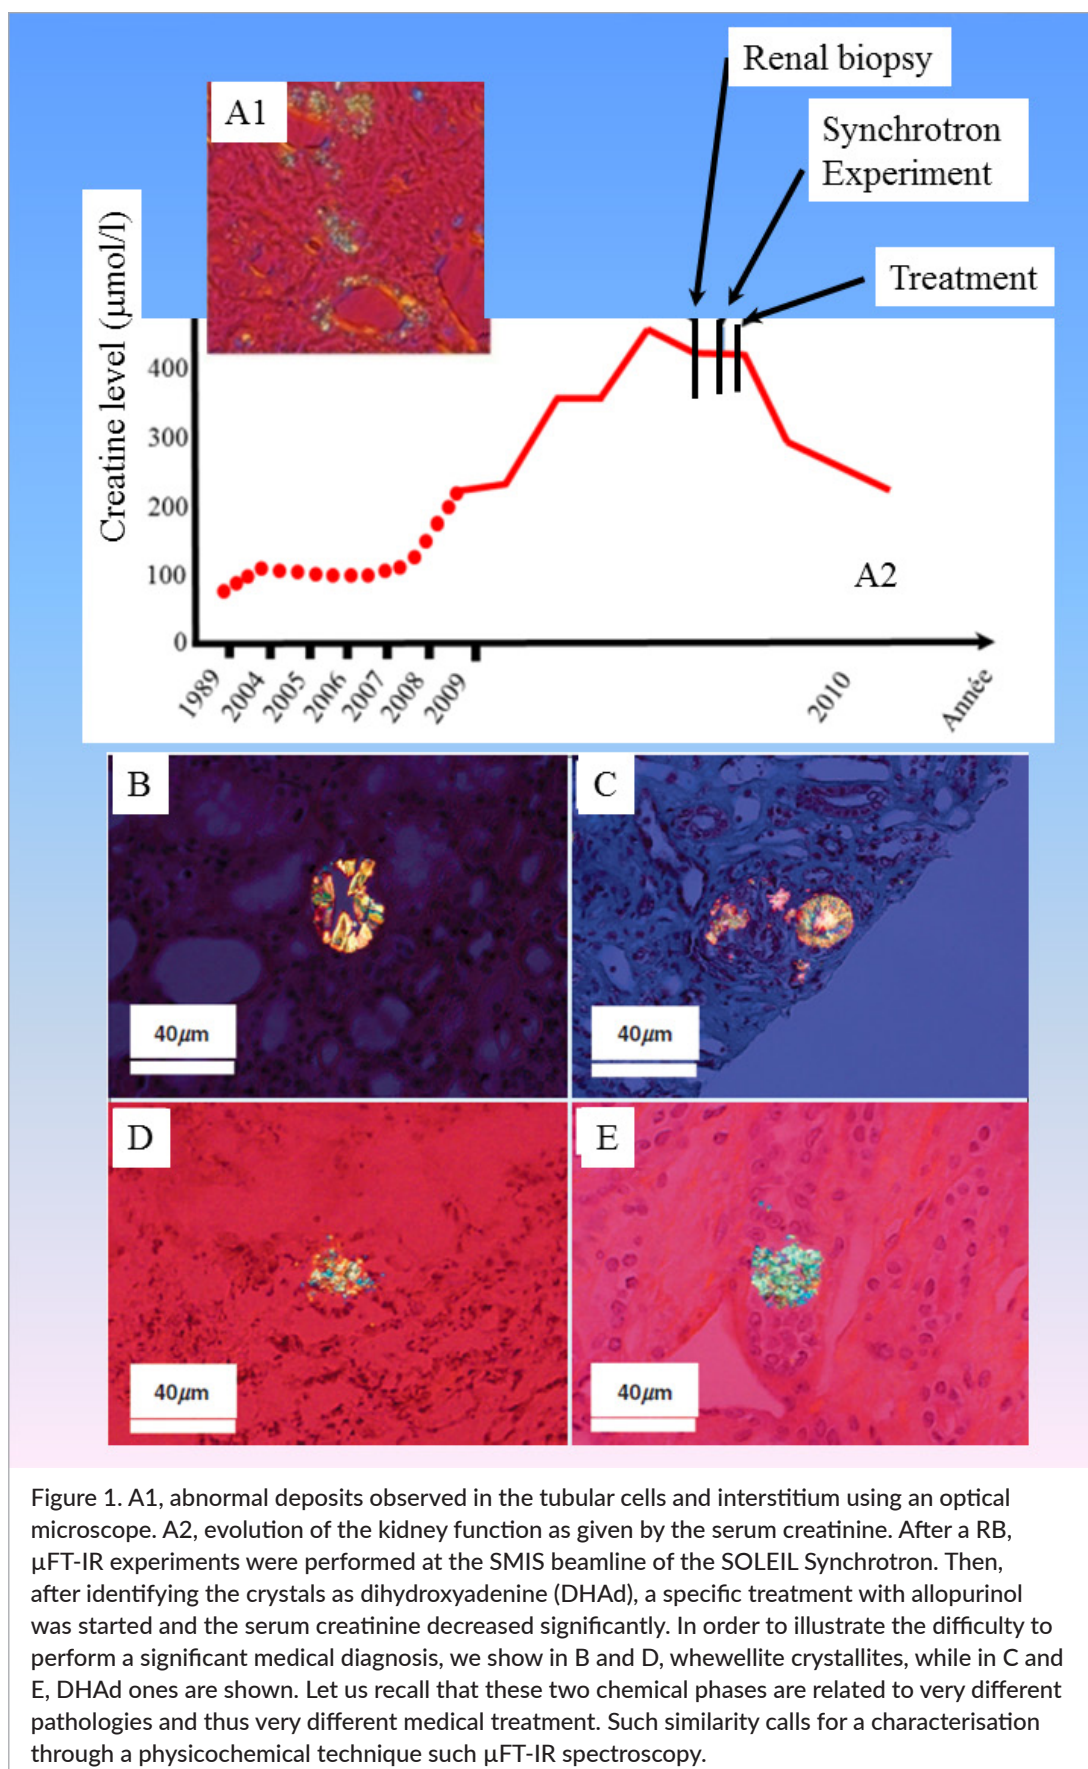 Renal biopsy
A1
Synchrotron
Experiment
Treatment
Creatine level (μmol/l)
400
300
200
100
0
A2
1989
2004
2005
2006
2007
2008
2009
2010
Année
B
C
40μm
40μm
D
E
40μm
40μm
Figure 1. A1, abnormal deposits observed in the tubular cells and interstitium using an optical
microscope. A2, evolution of the kidney function as given by the serum creatinine. After a RB,
μFT-IR experiments were performed at the SMIS beamline of the SOLEIL Synchrotron. Then,
after identifying the crystals as dihydroxyadenine (DHAd), a specific treatment with allopurinol
was started and the serum creatinine decreased significantly. In order to illustrate the difficulty to
perform a significant medical diagnosis, we show in B and D, whewellite crystallites, while in C and
E, DHAd ones are shown. Let us recall that these two chemical phases are related to very different
pathologies and thus very different medical treatment. Such similarity calls for a characterisation
through a physicochemical technique such μFT-IR spectroscopy.